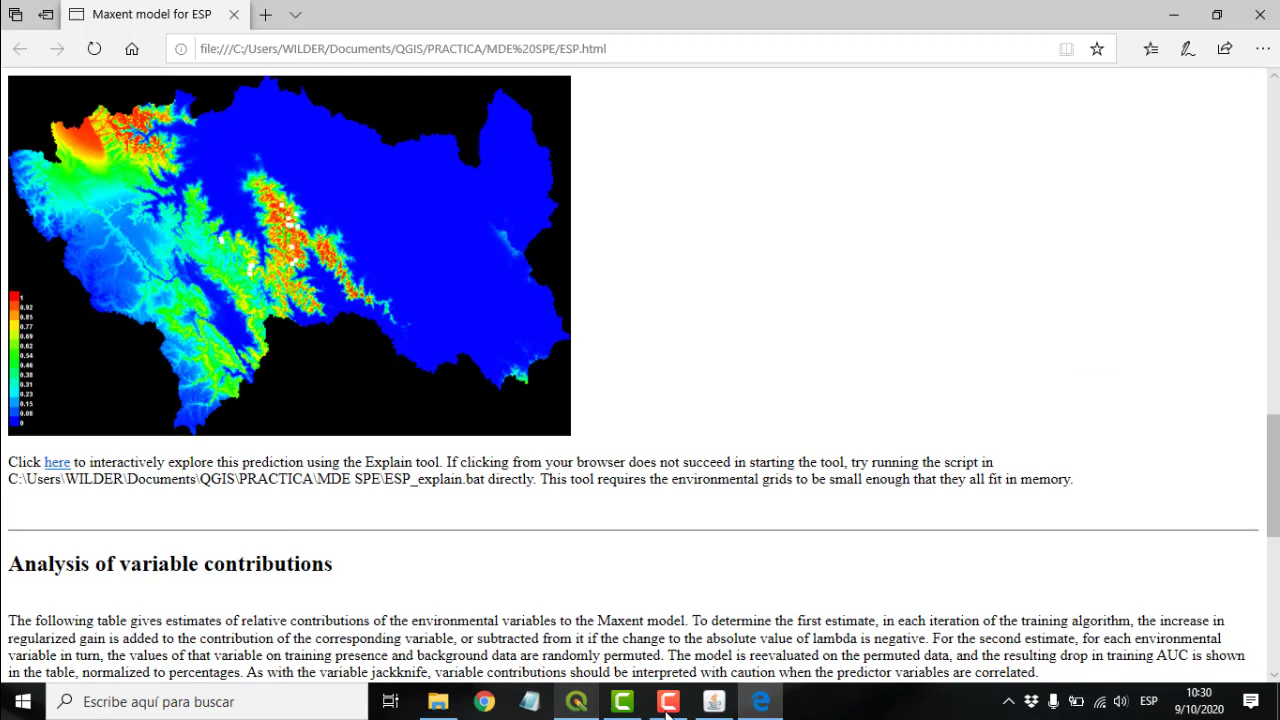 Maxent model for ESP
file:///C:/Users/WILDER/Documents/QGIS/PRACTICA/MDE%20SPE/ESP.html
1
0.92
0.85
0.77
0.69
0.62
0.54
0.46
0.38
0.31
0.23
0.15
0.08
0
Click here to interactively explore this prediction using the Explain tool. If clicking from your browser does not succeed in starting the tool, try running the script in
C:\Users\WILDER\Documents\QGIS\PRACTICA\MDE SPE\ESP_explain.bat directly. This tool requires the environmental grids to be small enough that they all fit in memory.
Analysis of variable contributions
The following table gives estimates of relative contributions of the environmental variables to the Maxent model. To determine the first estimate, in each iteration of the training algorithm, the increase in
regularized gain is added to the contribution of the corresponding variable, or subtracted from it if the change to the absolute value of lambda is negative. For the second estimate, for each environmental
variable in turn, the values of that variable on training presence and background data are randomly permuted. The model is reevaluated on the permuted data, and the resulting drop in training AUC is shown
in the table, normalized to percentages. As with the variable jackknife, variable contributions should be interpreted with caution when the predictor variables are correlated.
Escribe aquí para buscar
ESP
10:30
9/10/2020